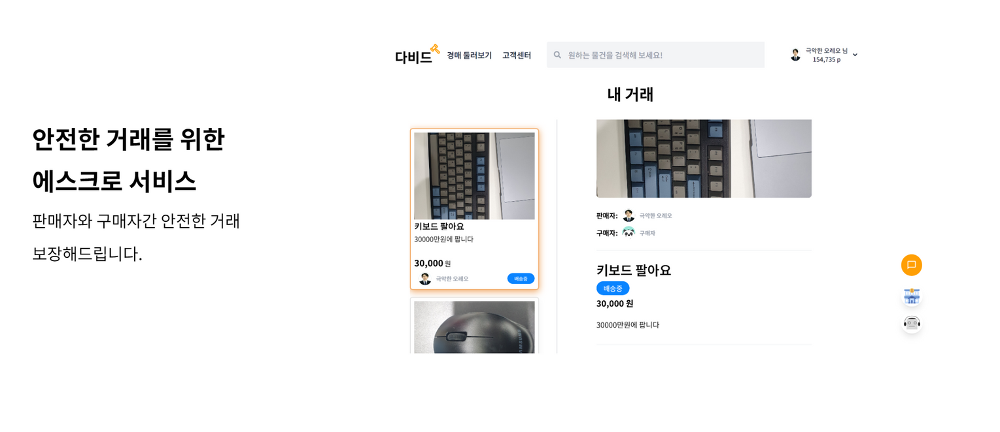 안전한 거래를 위한
에스크로 서비스
판매자와 구매자간 안전한 거래
보장해드립니다.
다비드
경매 둘러보기
고객센터
원하는 물건을 검색해 보세요!
극악한 오레오 님
154,735 p
내 거래
키보드 팔아요
30000만원에 팝니다
30,000 원
극악한 오레오
배송중
SAMSUNG
판매자:
극악한 오레오
구매자:
구매자
키보드 팔아요
배송중
30,000 원
30000만원에 팝니다